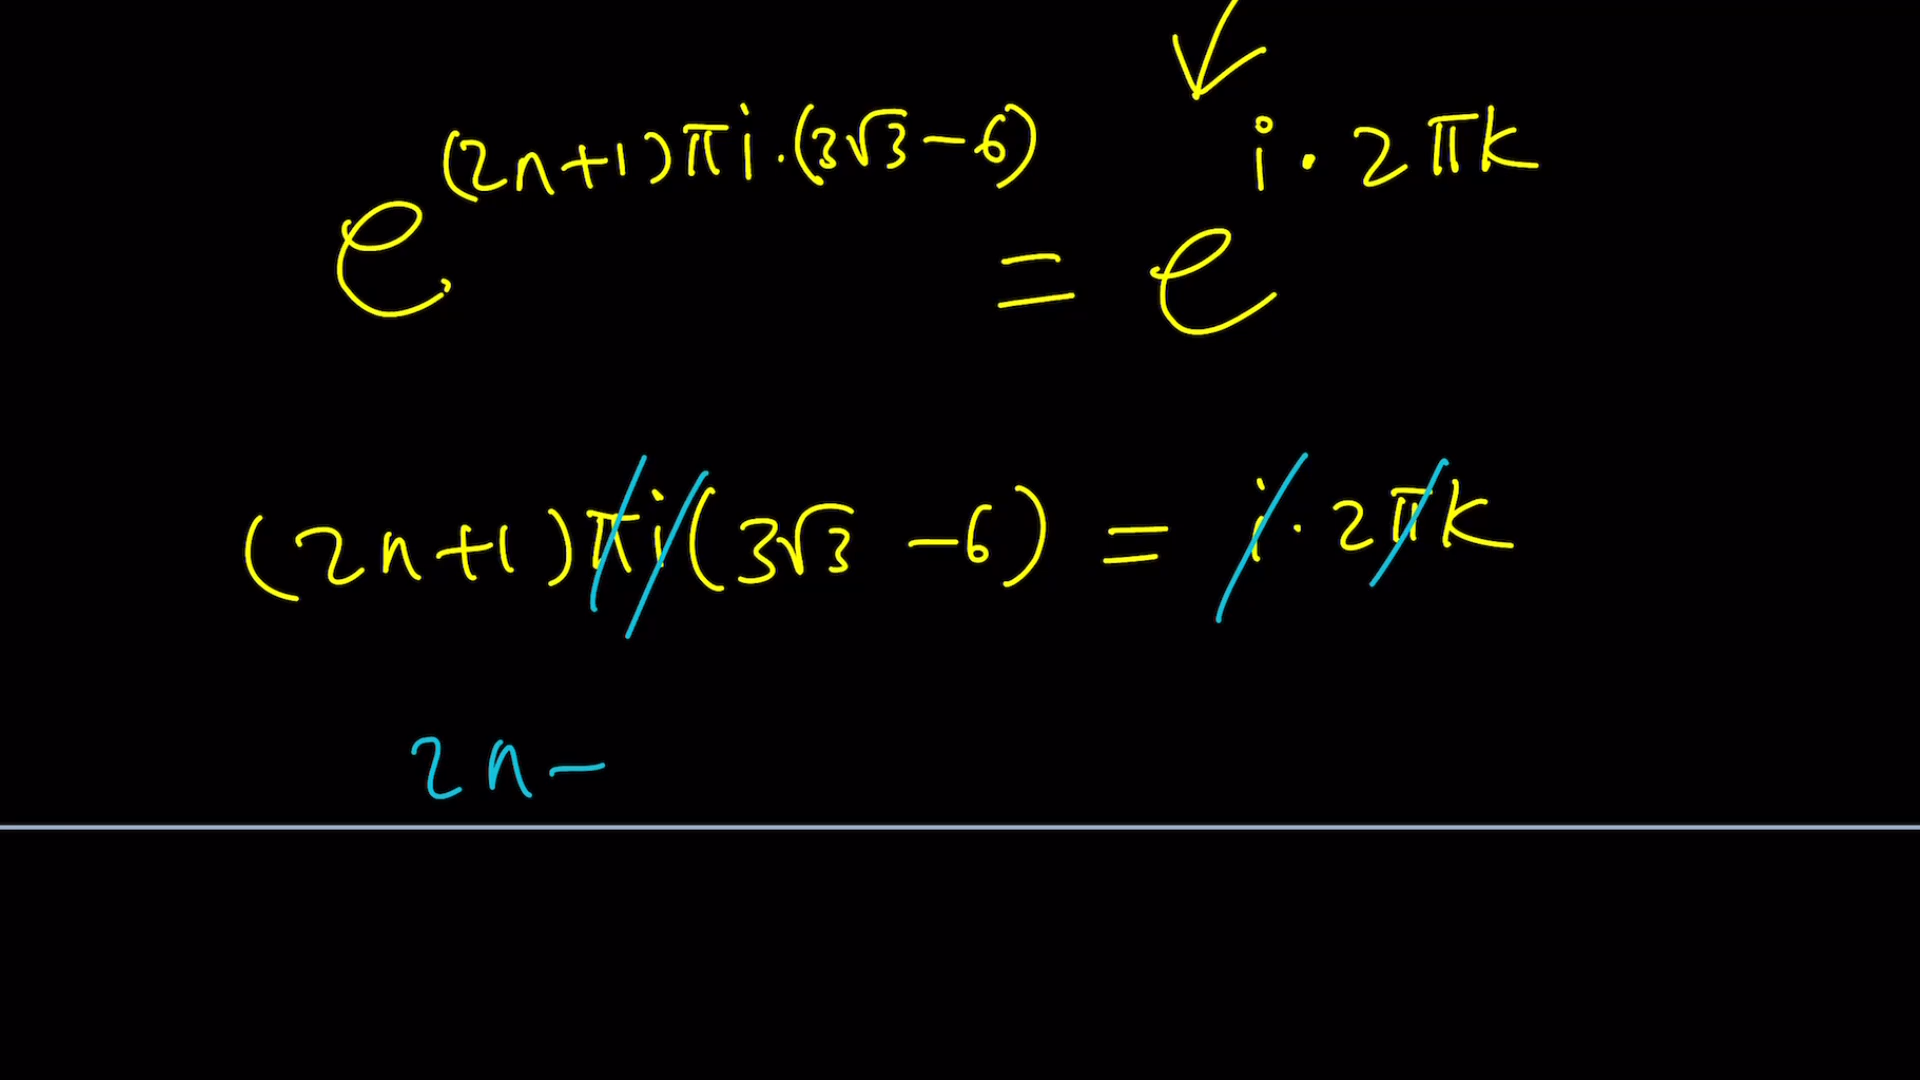 e^{(2n+1)πi·(3√3-6)} = e^{i·2πk}
(2n+1)πi(3√3-6) = i·2πk
2n-